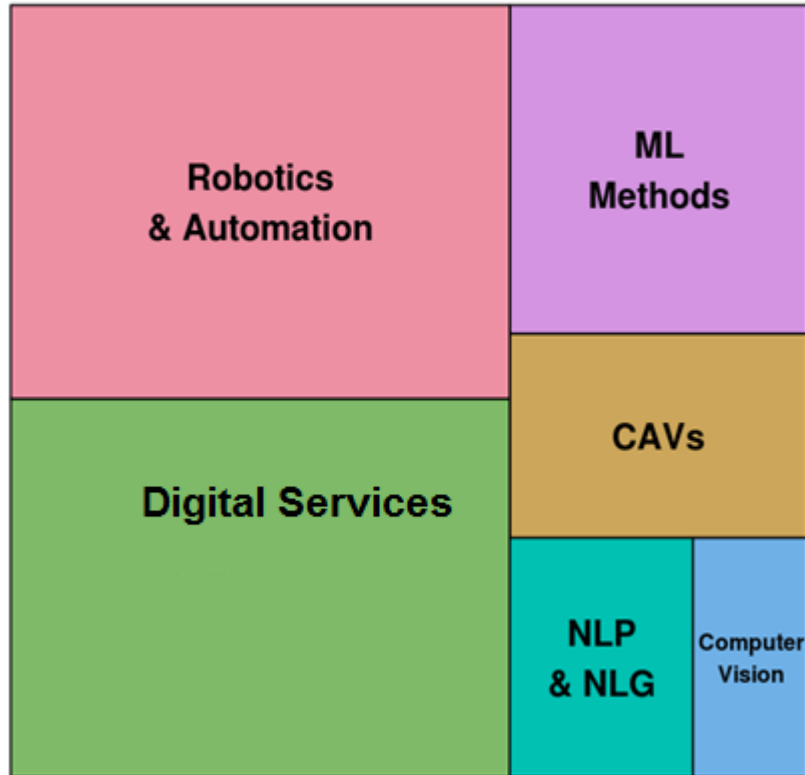 Robotics
& Automation
ML
Methods
Digital Services
CAVs
NLP
& NLG
Computer
Vision